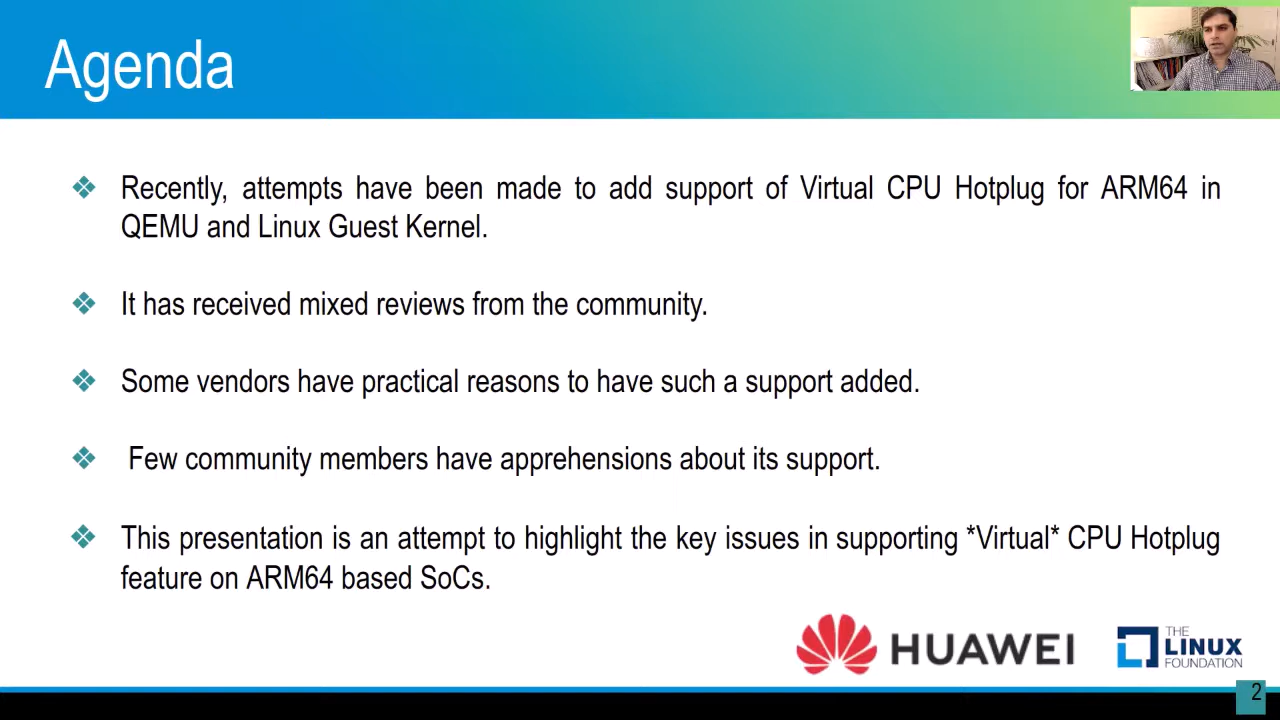 Agenda
❖ Recently, attempts have been made to add support of Virtual CPU Hotplug for ARM64 in
QEMU and Linux Guest Kernel.
❖ It has received mixed reviews from the community.
❖ Some vendors have practical reasons to have such a support added.
❖ Few community members have apprehensions about its support.
❖ This presentation is an attempt to highlight the key issues in supporting *Virtual* CPU Hotplug
feature on ARM64 based SoCs.
HUAWEI
THE
LINUX
FOUNDATION
2